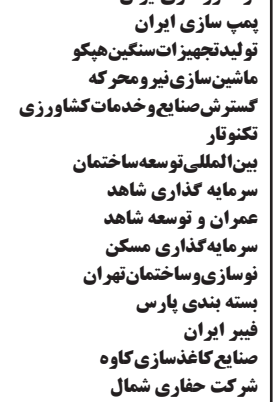 پمپ سازی ایران
تولیدتجهیزات‌سنگین‌هپکو
ماشین‌سازی‌نیرومحرکه
گسترش‌صنایع‌وخدمات‌کشاورزی
تکنوتار
بین‌المللی‌توسعه‌ساختمان
سرمایه گذاری شاهد
عمران و توسعه شاهد
سرمایه‌گذاری مسکن
نوسازی‌وساختمان‌تهران
بسته بندی پارس
فیبر ایران
صنایع‌کاغذسازی‌کاوه
شرکت حفاری شمال